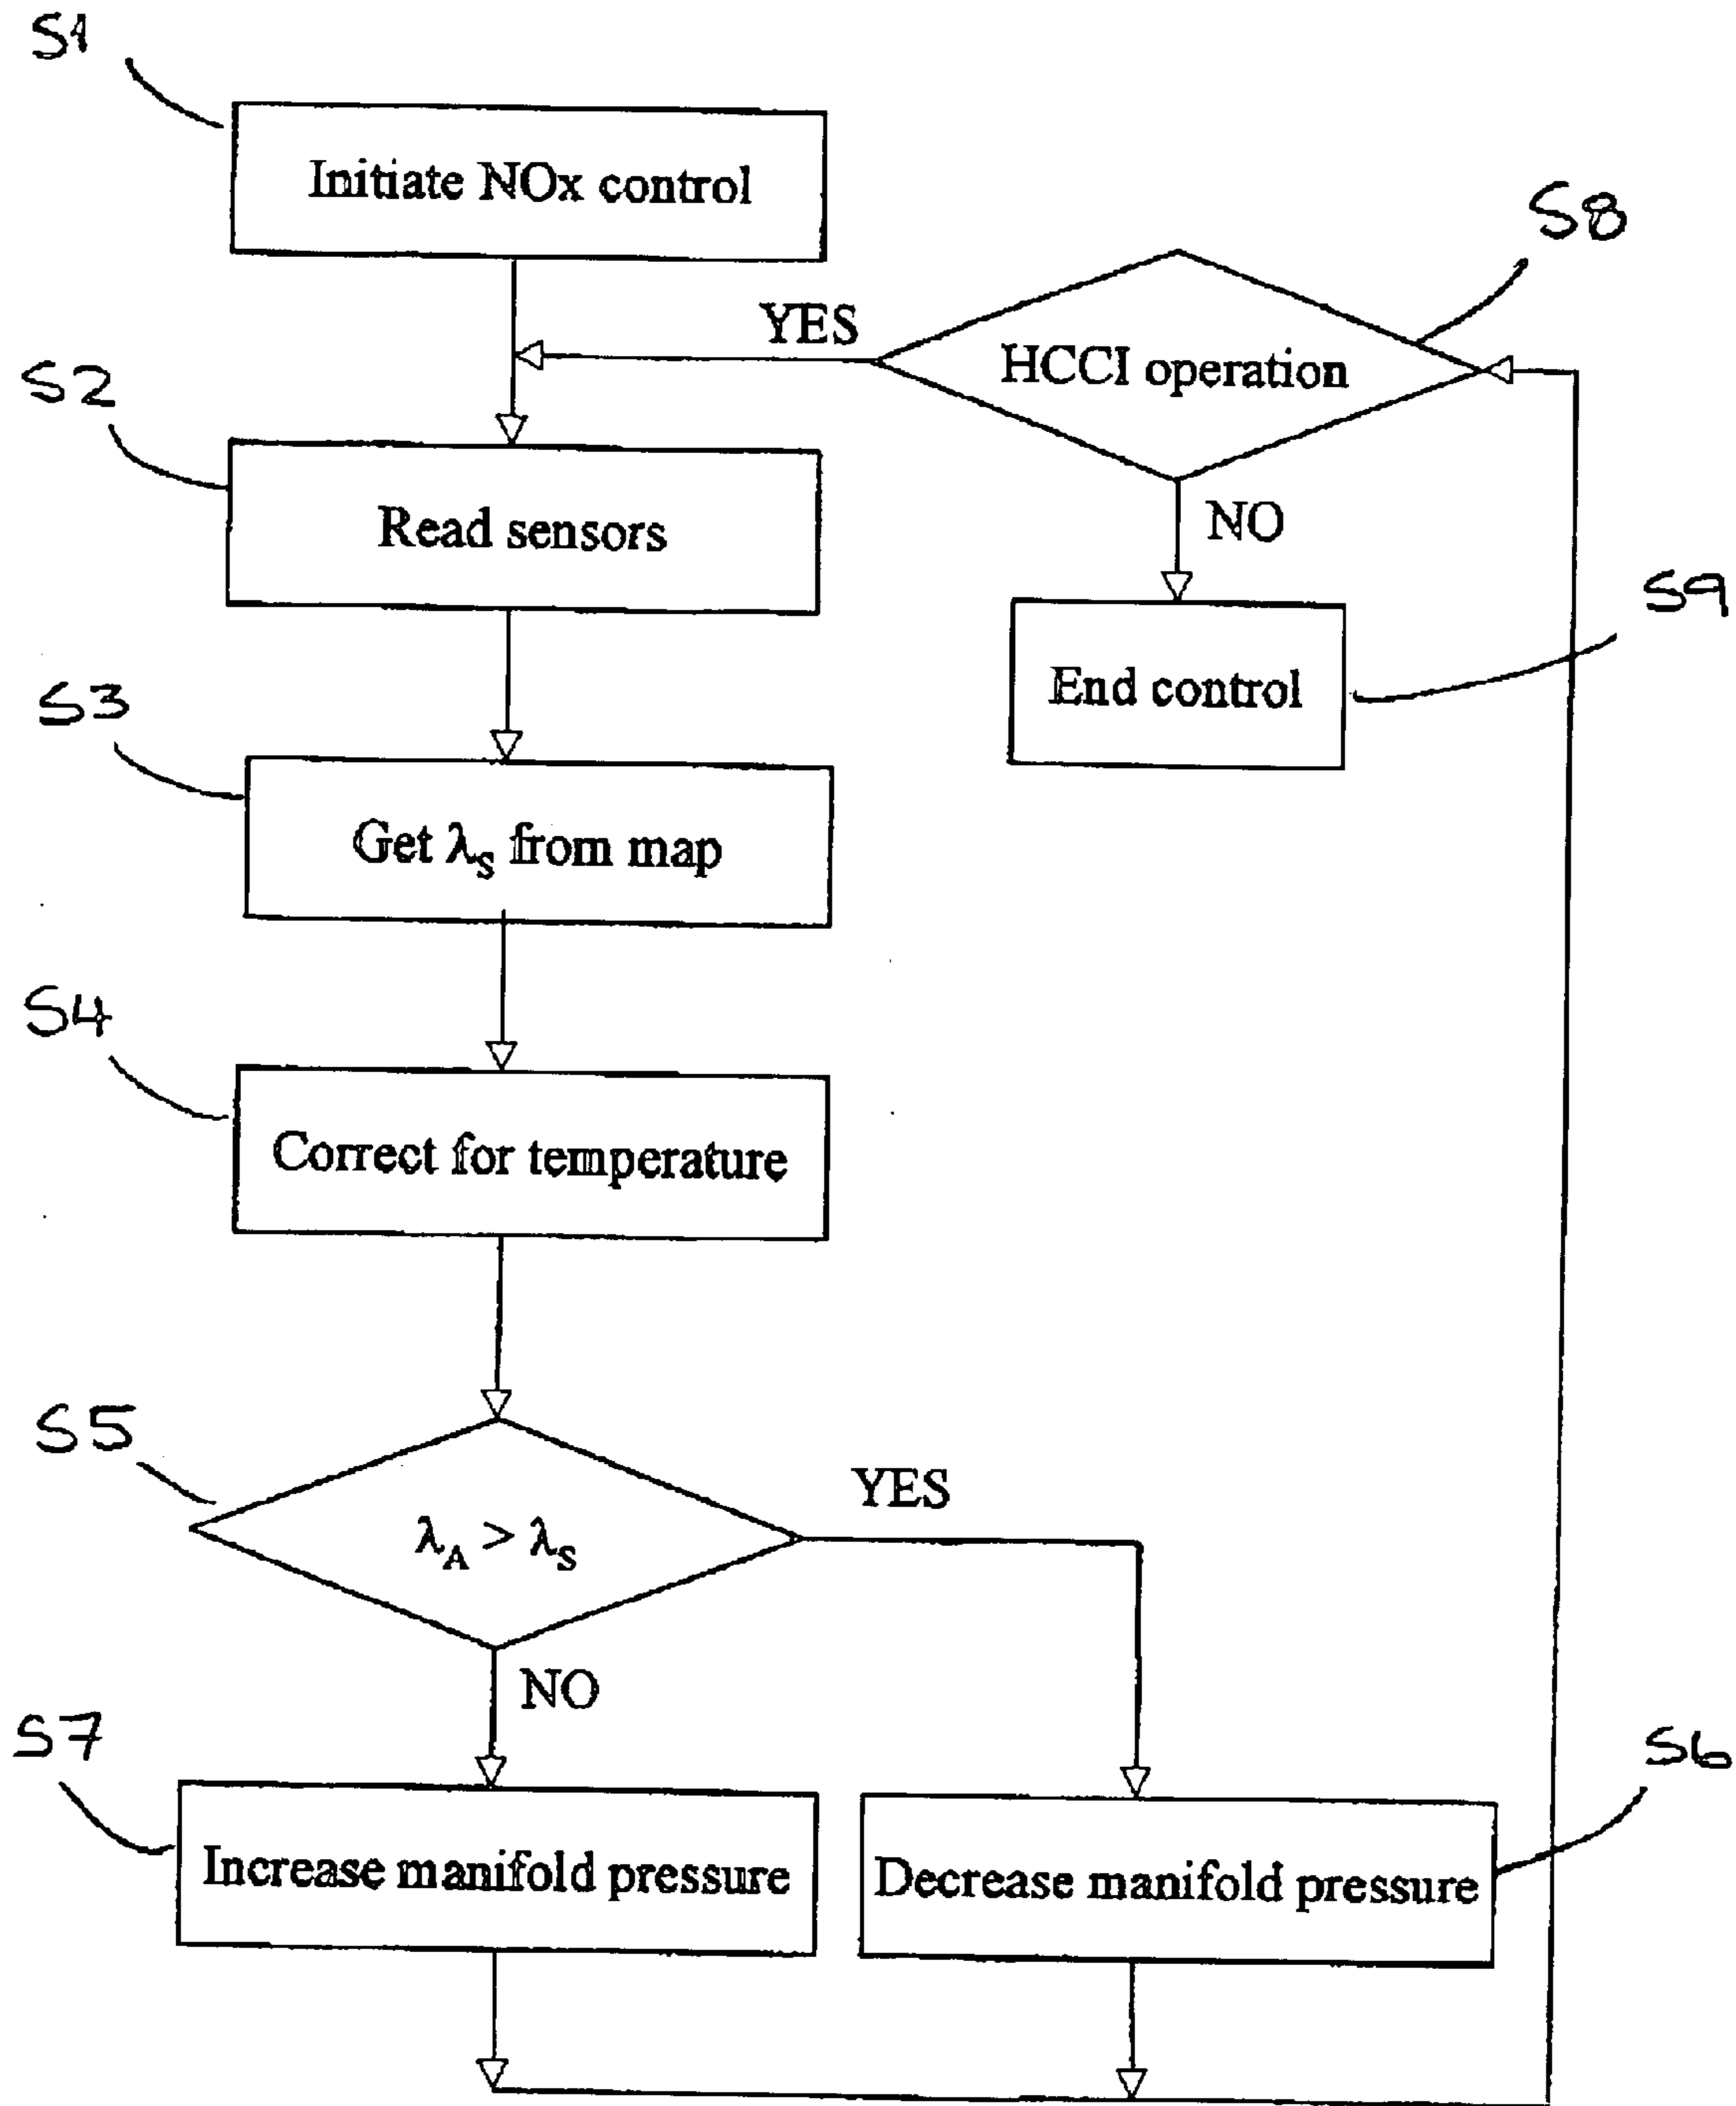 S1
Initiate NOx control
S8
YES
HCCI operation
S2
NO
Read sensors
S9
End control
S3
Get λS from map
S4
Correct for temperature
S5
YES
λA > λS
NO
S7
S6
Increase manifold pressure
Decrease manifold pressure